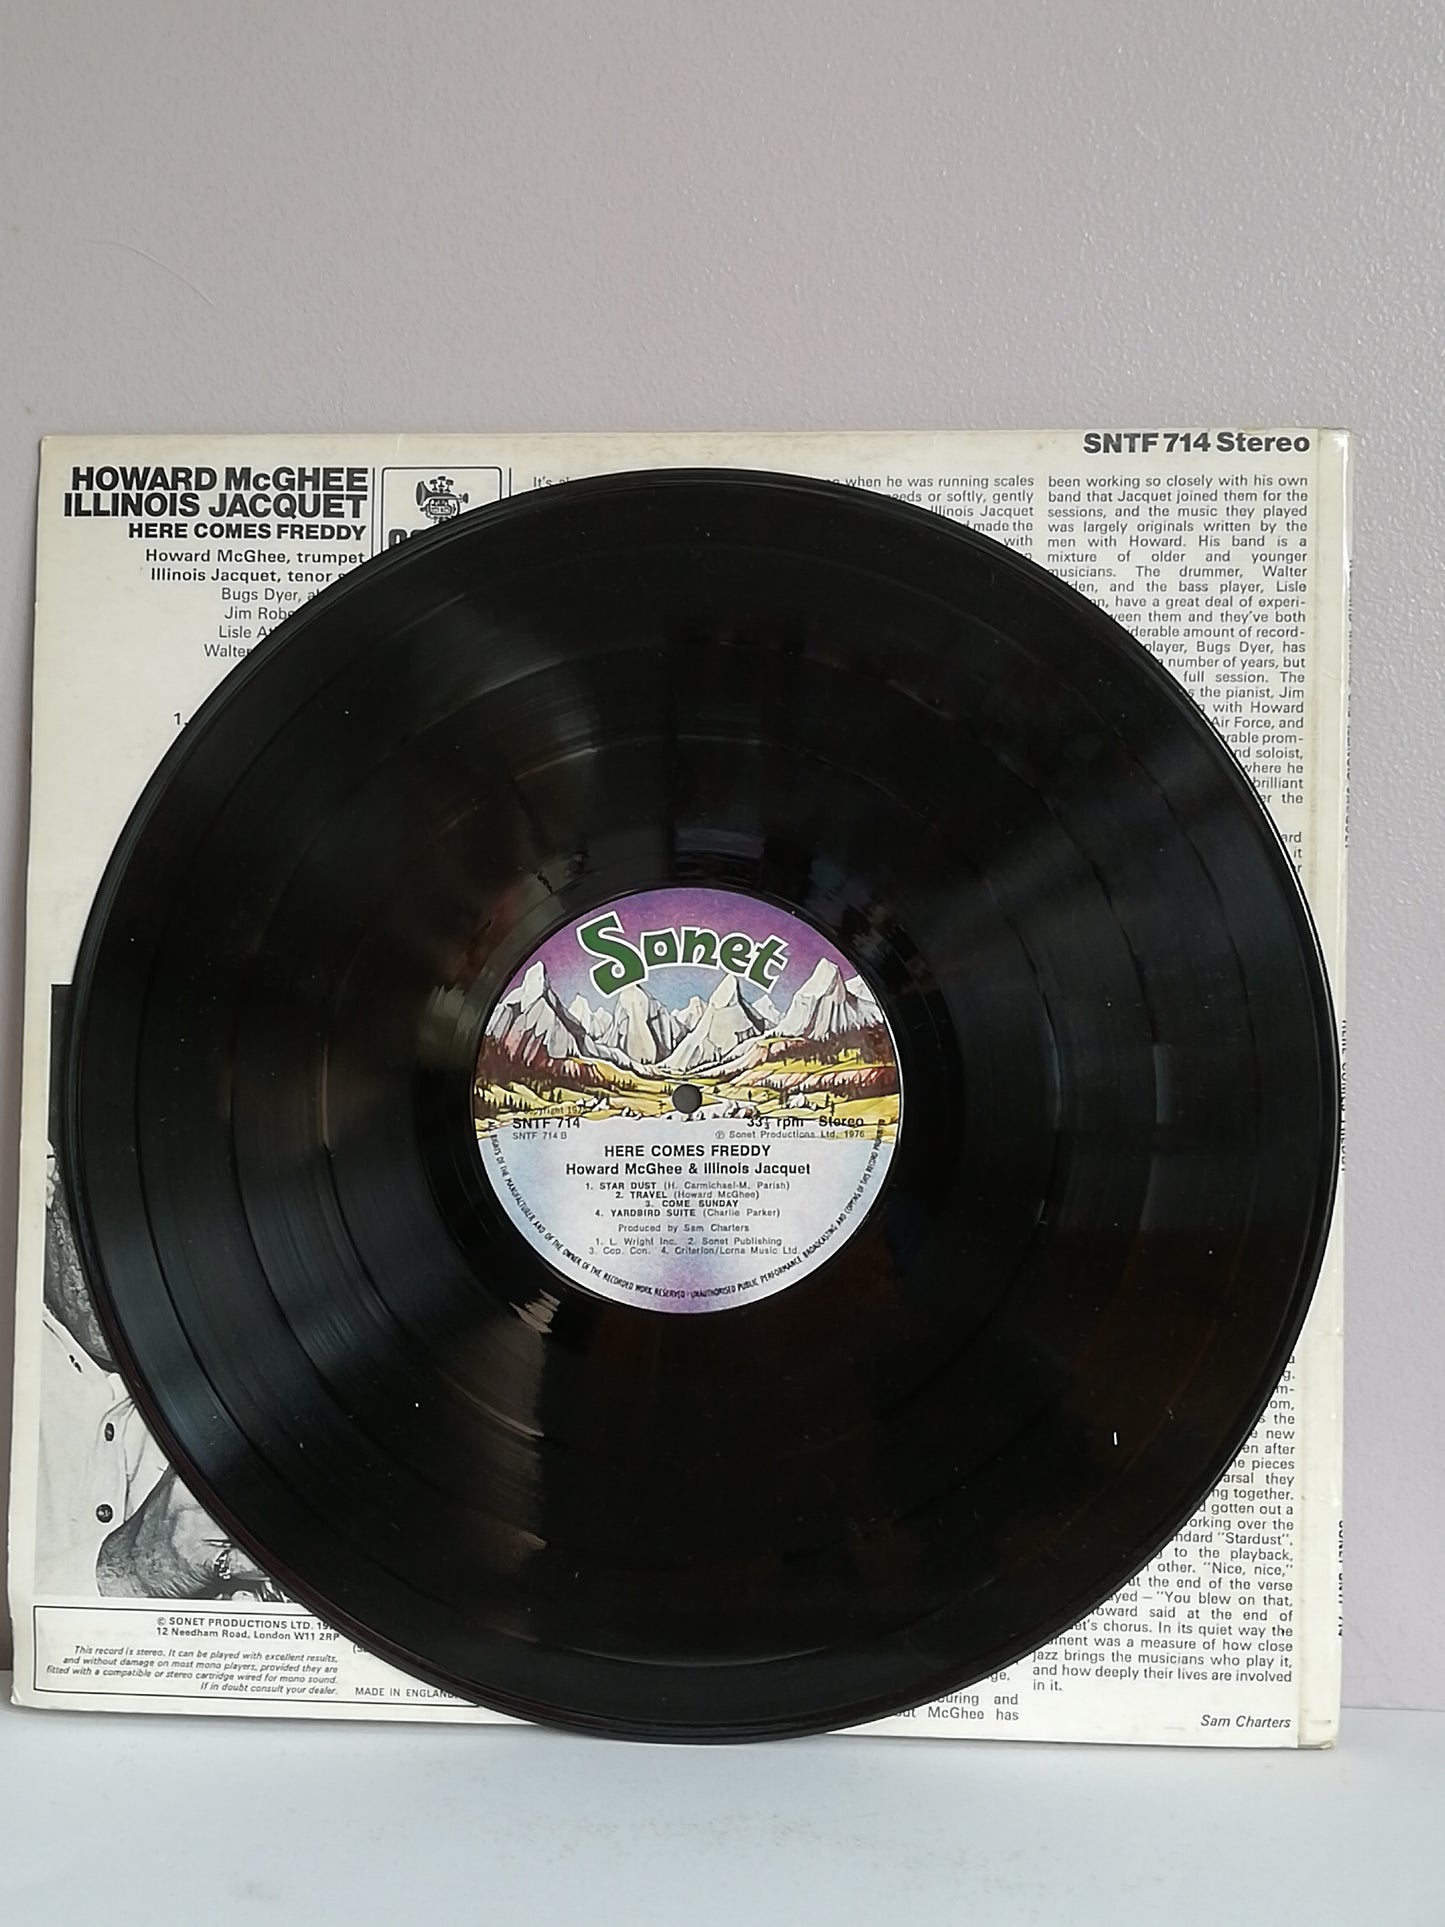 SNTF 714 Stereo
HOWARD McGHEE
ILLINOIS JACQUET
HERE COMES FREDDY
Howard McGhee, trumpet
Illinois Jacquet, tenor
Bugs Dyer,
Jim
Lisle
Walter
1.
when he was running scales
or softly, gently
Illinois Jacquet
made the
with
been working so closely with his own
band that Jacquet joined them for the
sessions, and the music they played
was largely originals written by the
men with Howard. His band is a
mixture of older and younger
musicians. The drummer, Walter
and the bass player, Lisle
have a great deal of experi-
them and they've both
amount of record-
player, Bugs Dyer, has
number of years, but
full session. The
the pianist, Jim
with Howard
Air Force, and
prom-
soloist,
where he
brilliant
the
it
Sonet
SNTF 714
SNTF 714 B
33⅓ rpm Stereo
℗ Sonet Productions Ltd. 1976
HERE COMES FREDDY
Howard McGhee & Illinois Jacquet
1. STAR DUST (H. Carmichael-M. Parish)
2. TRAVEL (Howard McGhee)
3. COME SUNDAY
4. YARDBIRD SUITE (Charlie Parker)
Produced by Sam Charters
1. L. Wright Inc. 2. Sonet Publishing
3. Cop. Con. 4. Criterion/Lorna Music Ltd.
ALL RIGHTS OF THE MANUFACTURER AND OF THE OWNER OF THE RECORDED WORK RESERVED · UNAUTHORISED PUBLIC PERFORMANCE BROADCASTING AND COPYING OF THIS RECORD PROHIBITED
the
new
after
pieces
they
together.
gotten out a
over the
"Stardust".
to the playback,
other. "Nice, nice,"
the end of the verse
– "You blow on that,
Howard said at the end of
chorus. In its quiet way the
was a measure of how close
jazz brings the musicians who play it,
and how deeply their lives are involved
in it.
and
McGhee has
Sam Charters
© SONET PRODUCTIONS LTD.
12 Needham Road, London W11 2RP
This record is stereo. It can be played with excellent results,
and without damage on most mono players, provided they are
fitted with a compatible or stereo cartridge wired for mono sound.
If in doubt consult your dealer.
MADE IN ENGLAND